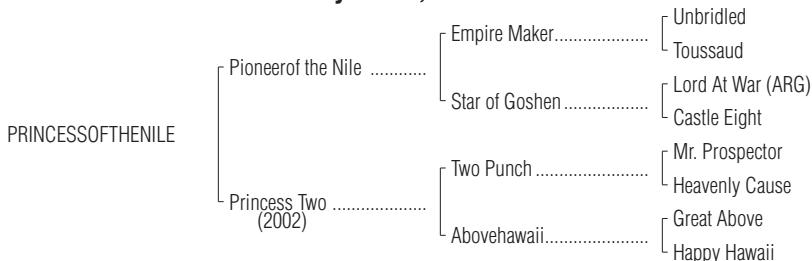 Unbridled
Empire Maker.....................
Toussaud
Pioneerof the Nile ............
Lord At War (ARG)
Star of Goshen...................
Castle Eight
PRINCESSOFTHENILE
Mr. Prospector
Two Punch .........................
Heavenly Cause
Princess Two .....................
(2002)
Great Above
Abovehawaii.......................
Happy Hawaii